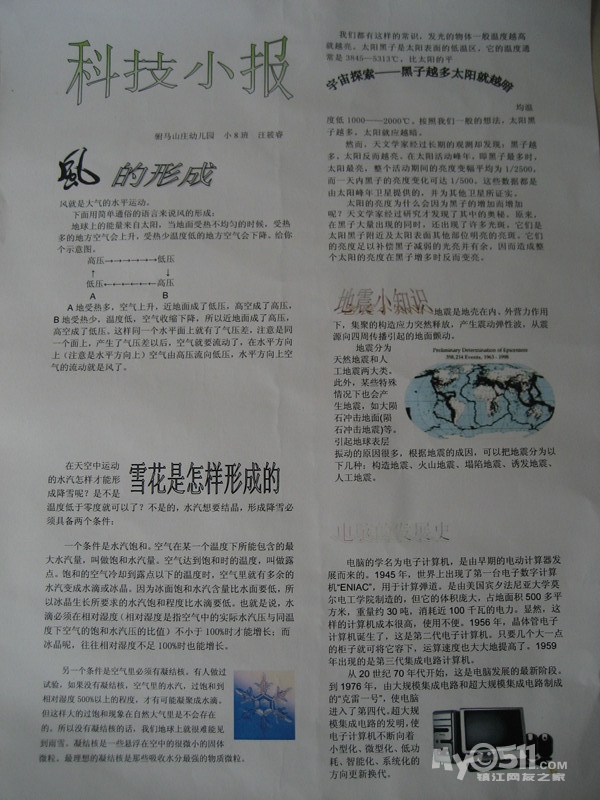 科技小报
驸马山庄幼儿园 小8班 汪宸睿
風 的形成
风就是大气的水平运动。
下面用简单通俗的语言来说风的形成:
地球上的能量来自太阳,当地面受热不均匀的时候,受热
多的地方空气会上升,受热少温度低的地方空气会下降。给你
个示意图。
高压→→→→→→低压
↑ ↓
低压←←←←←高压
A B
A地受热多,空气上升,近地面成了低压,高空成了高压,
B地受热少,温度低,空气收缩下降,所以近地面成了高压,
高空成了低压。这样同一个水平面上就有了气压差,注意是同
一个面上,产生了气压差以后,空气就要流动了,在水平方向
上(注意是水平方向上)空气由高压流向低压,水平方向上空
气的流动就是风了。
雪花是怎样形成的
在天空中运动
的水汽怎样才能形
成降雪呢?是不是
温度低于零度就可以了?不是的,水汽想要结晶,形成降雪必
须具备两个条件:
一个条件是水汽饱和。空气在某一个温度下所能包含的最
大水汽量,叫做饱和水汽量。空气达到饱和时的温度,叫做露
点。饱和的空气冷却到露点以下的温度时,空气里就有多余的
水汽变成水滴或冰晶。因为冰面饱和水汽含量比水面要低,所
以冰晶生长所要求的水汽饱和程度比水滴要低。也就是说,水
滴必须在相对湿度(相对湿度是指空气中的实际水汽压与同温
度下空气的饱和水汽压的比值)不小于100%时才能增长;而
冰晶呢,往往相对湿度不足100%时也能增长。
另一个条件是空气里必须有凝结核。有人做过
试验,如果没有凝结核,空气里的水汽,过饱和到
相对湿度500%以上的程度,才有可能凝聚成水滴。
但这样大的过饱和现象在自然大气里是不会存在
的。所以没有凝结核的话,我们地球上就很难能见
到雨雪。凝结核是一些悬浮在空中的很微小的固体
微粒。最理想的凝结核是那些吸收水分最强的物质微粒。
我们都有这样的常识,发光的物体一般温度越高
就越亮。太阳黑子是太阳表面的低温区,它的温度通
常是3845—5313℃,比太阳的平
宇宙探索——黑子越多太阳就越暗
均温
度低1000——2000℃。按照我们一般的想法,太阳黑
子越多,太阳就应越暗。
然而,天文学家经过长期的观测却发现:黑子越
多,太阳反而越亮。在太阳活动峰年,即黑子最多时,
太阳最亮,整个活动期间的亮度变幅平均为1/2500,
而一天内黑子的亮度变化可达1/500,这些数据都是
由太阳峰年卫星提供的,并为其他卫星所证实。
太阳的亮度为什么会因为黑子的增加而增加
呢?天文学家经过研究才发现了其中的奥秘。原来,
在黑子大量出现的同时,还出现了许多光斑。它们是
太阳黑子附近及太阳表面其他部位明亮的亮斑。它们
的亮度足以补偿黑子减弱的光亮并有余。因而造成整
个太阳的亮度在黑子增多时反而变亮。
地震小知识
地震是地壳在内、外营力作用
下,集聚的构造应力突然释放,产生震动弹性波,从震
源向四周传播引起的地面颤动。
地震分为
天然地震和人
工地震两大类。
此外,某些特殊
情况下也会产
生地震,如大陨
石冲击地面(陨
石冲击地震)等。
引起地球表层
振动的原因很多,根据地震的成因,可以把地震分为以
下几种:构造地震、火山地震、塌陷地震、诱发地震、
人工地震。
Preliminary Determination of Epicenters
358,214 Events, 1963 - 1998
电脑的发展史
电脑的学名为电子计算机,是由早期的电动计算器发
展而来的。1945年,世界上出现了第一台电子数字计算
机“ENIAC”,用于计算弹道。是由美国宾夕法尼亚大学莫
尔电工学院制造的,但它的体积庞大,占地面积500多平
方米,重量约30吨,消耗近100千瓦的电力。显然,这
样的计算机成本很高,使用不便。1956年,晶体管电子
计算机诞生了,这是第二代电子计算机。只要几个大一点
的柜子就可将它容下,运算速度也大大地提高了。1959
年出现的是第三代集成电路计算机。
从20世纪70年代开始,这是电脑发展的最新阶段。
到1976年,由大规模集成电路和超大规模集成电路制成
的“克雷一号”,使电脑
进入了第四代。超大规
模集成电路的发明,使
电子计算机不断向着
小型化、微型化、低功
耗、智能化、系统化的
方向更新换代。
My0511.com
镇江网友之家